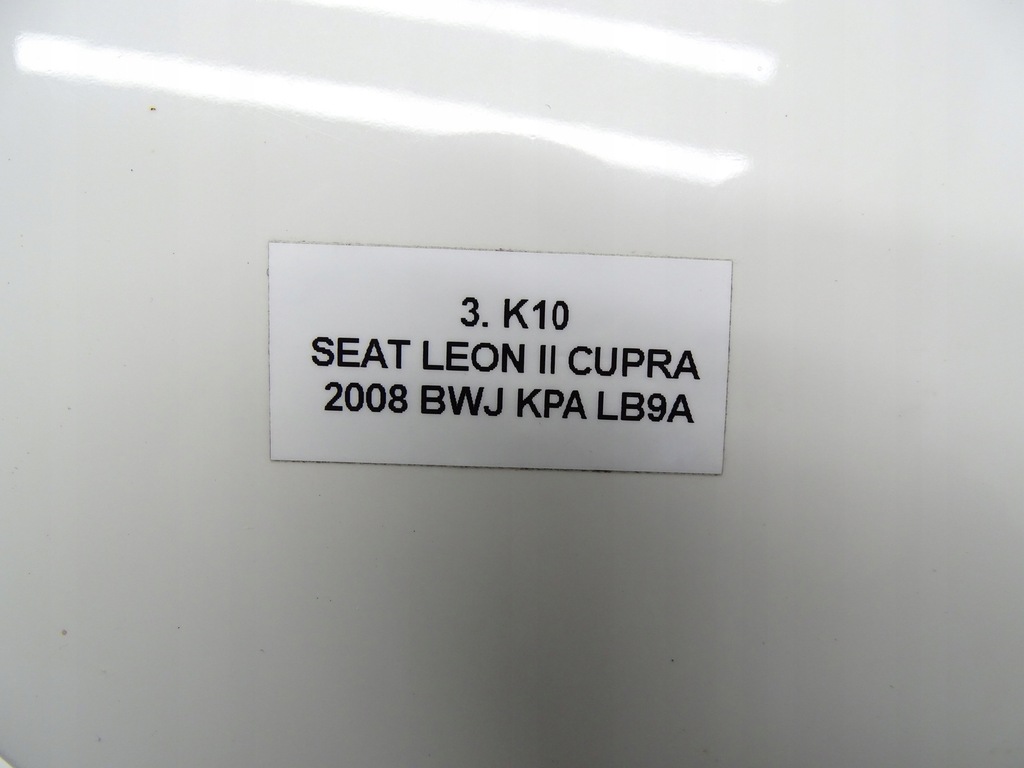 3. K10
SEAT LEON II CUPRA
2008 BWJ KPA LB9A